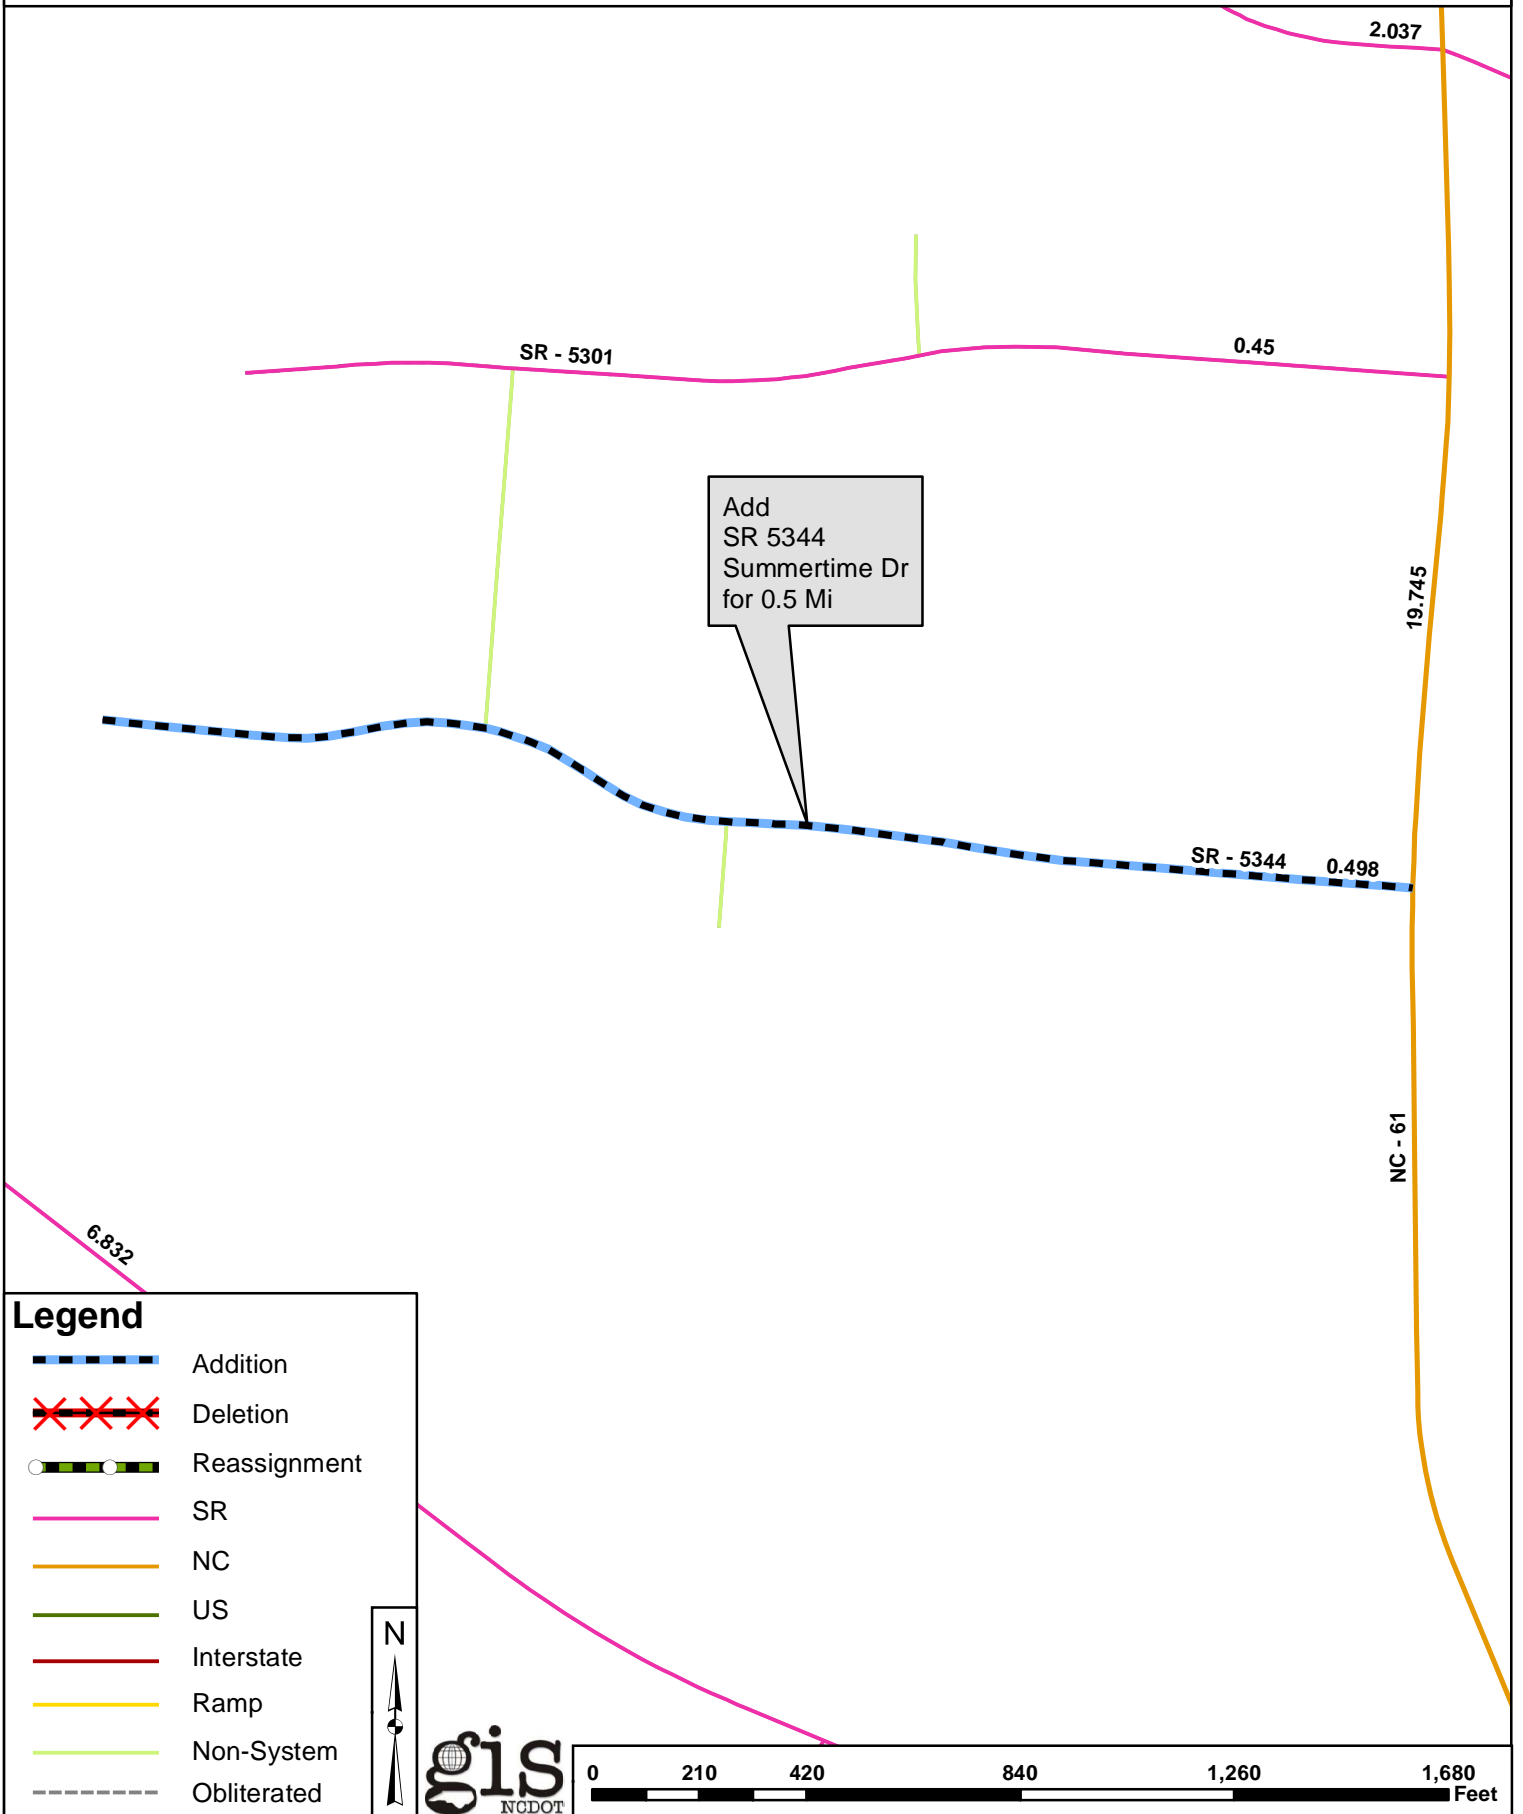 2.037
SR - 5301
0.45
Add
SR 5344
Summertime Dr
for 0.5 Mi
19.745
SR - 5344
0.498
NC - 61
6.832
Legend
Addition
Deletion
Reassignment
SR
NC
US
Interstate
Ramp
Non-System
Obliterated
N
gis
NCDOT
0 210 420 840 1,260 1,680
Feet